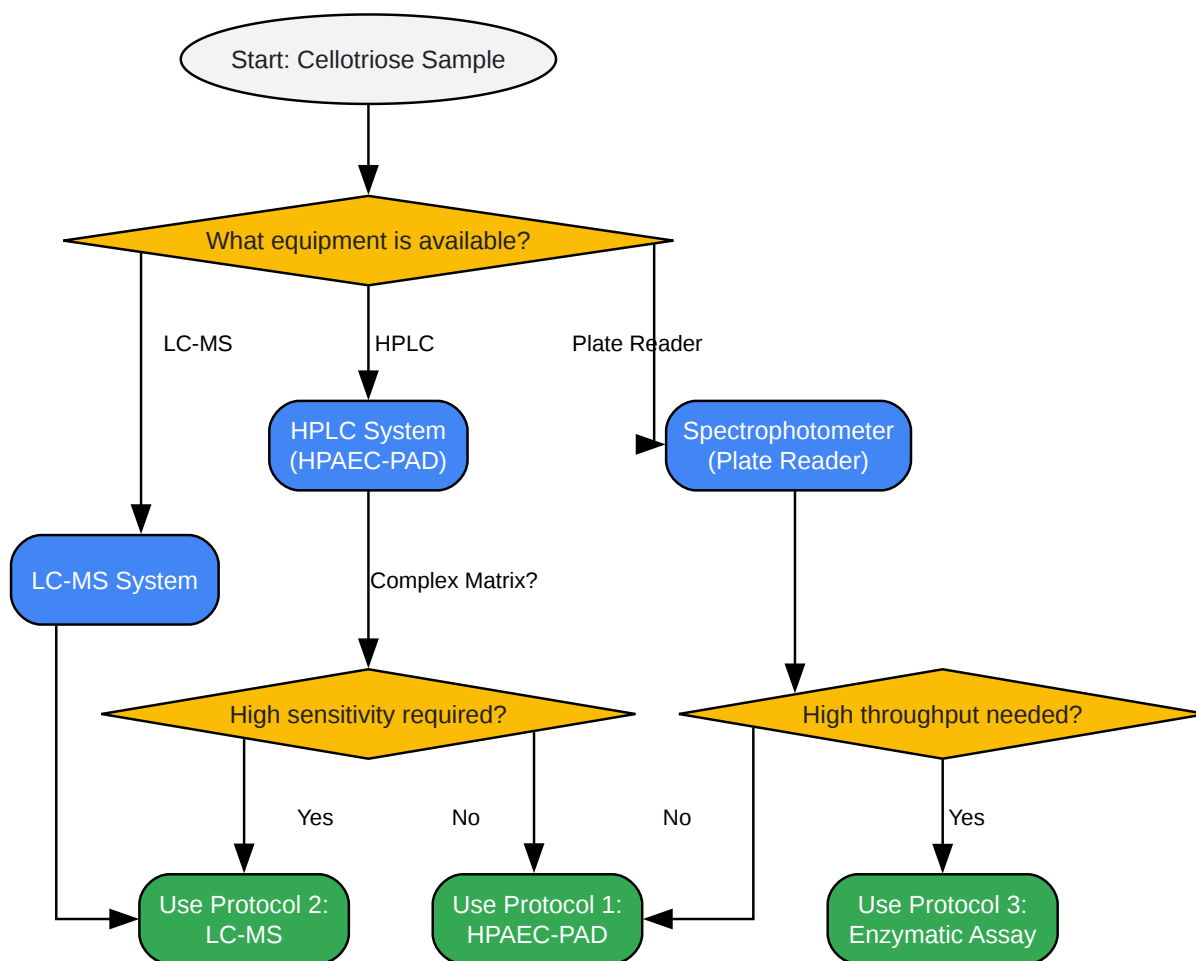 Start: Cellotriose Sample
What equipment is available?
LC-MS
HPLC
Plate Reader
HPLC System
(HPAEC-PAD)
Spectrophotometer
(Plate Reader)
LC-MS System
Complex Matrix?
High sensitivity required?
High throughput needed?
Yes
No
No
Yes
Use Protocol 2:
LC-MS
Use Protocol 1:
HPAEC-PAD
Use Protocol 3:
Enzymatic Assay